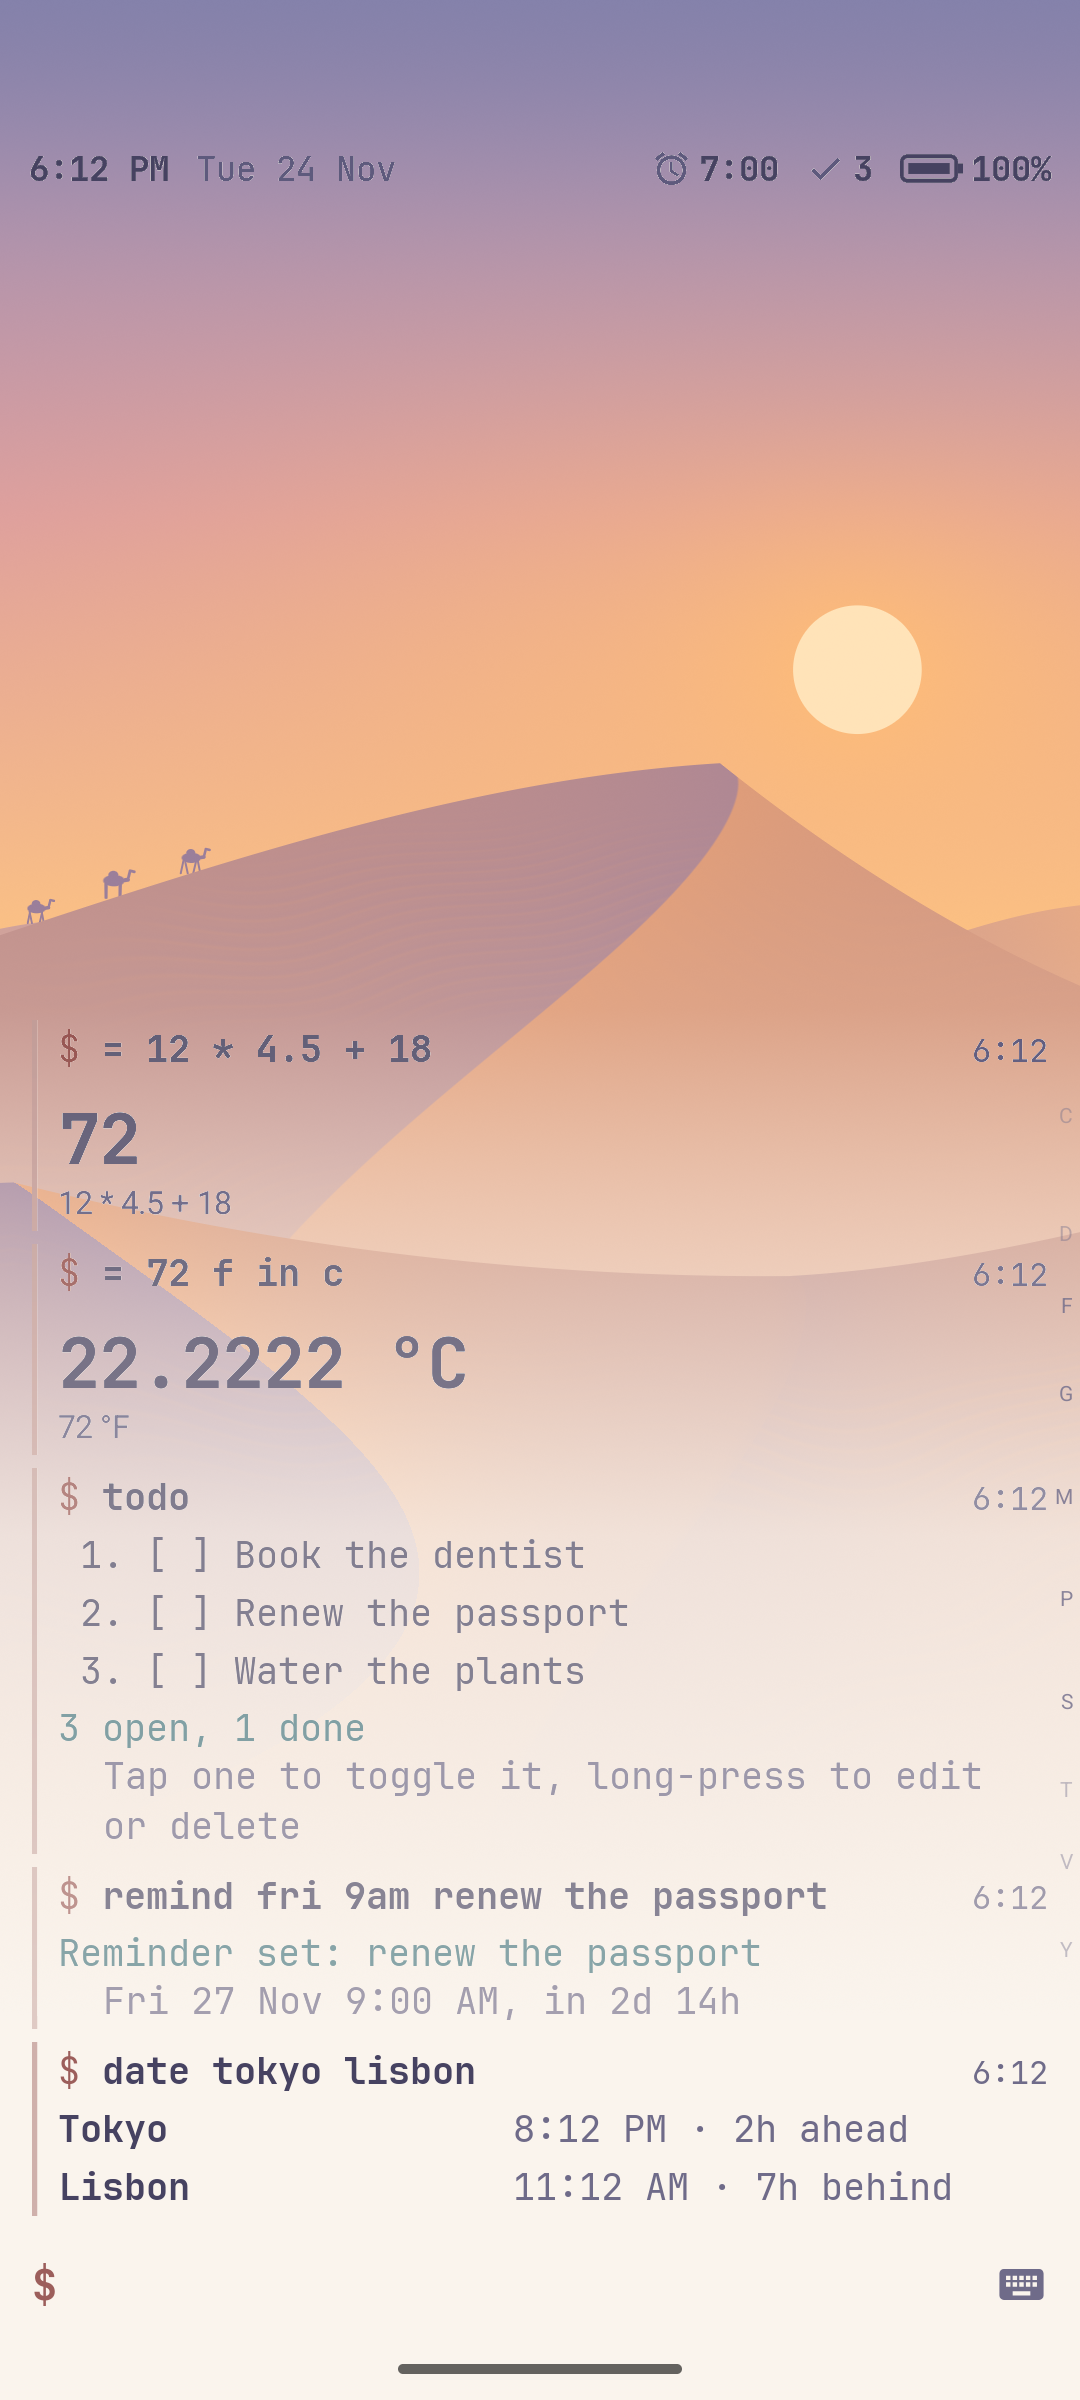 6:12 PM Tue 24 Nov 7:00 3 100%
$ = 12 * 4.5 + 18 6:12
72
C
12 * 4.5 + 18
D
$ = 72 f in c 6:12
F
22.2222 °C
G
72 °F
$ todo 6:12 M
1. [ ] Book the dentist
P
2. [ ] Renew the passport
3. [ ] Water the plants
S
3 open, 1 done
Tap one to toggle it, long-press to edit
T
or delete
V
$ remind fri 9am renew the passport 6:12
Reminder set: renew the passport
Y
Fri 27 Nov 9:00 AM, in 2d 14h
$ date tokyo lisbon 6:12
Tokyo 8:12 PM · 2h ahead
Lisbon 11:12 AM · 7h behind
$